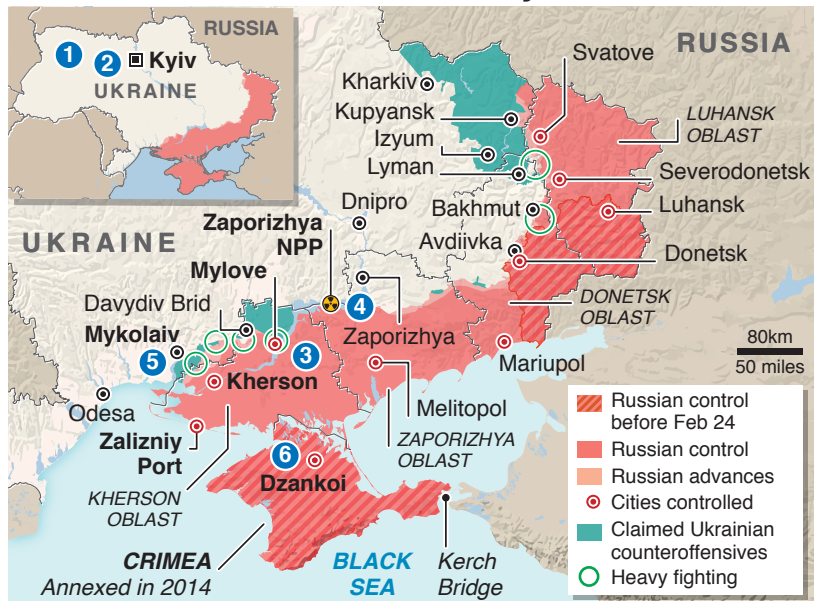 RUSSIA
1
2
Kyiv
UKRAINE
RUSSIA
Svatove
Kharkiv
Kupyansk
Izyum
Lyman
LUHANSK
OBLAST
Severodonetsk
Luhansk
Dnipro
Bakhmut
Avdiivka
Donetsk
UKRAINE
Zaporizhya
NPP
Mylove
Davydiv Brid
Mykolaiv
4
Zaporizhya
DONETSK
OBLAST
80km
50 miles
5
3
Kherson
Mariupol
Odesa
Melitopol
Zalizniy
Port
ZAPORIZHYA
OBLAST
6
Dzankoi
KHERSON
OBLAST
CRIMEA
Annexed in 2014
BLACK
SEA
Kerch
Bridge
Russian control
before Feb 24
Russian control
Russian advances
Cities controlled
Claimed Ukrainian
counteroffensives
Heavy fighting